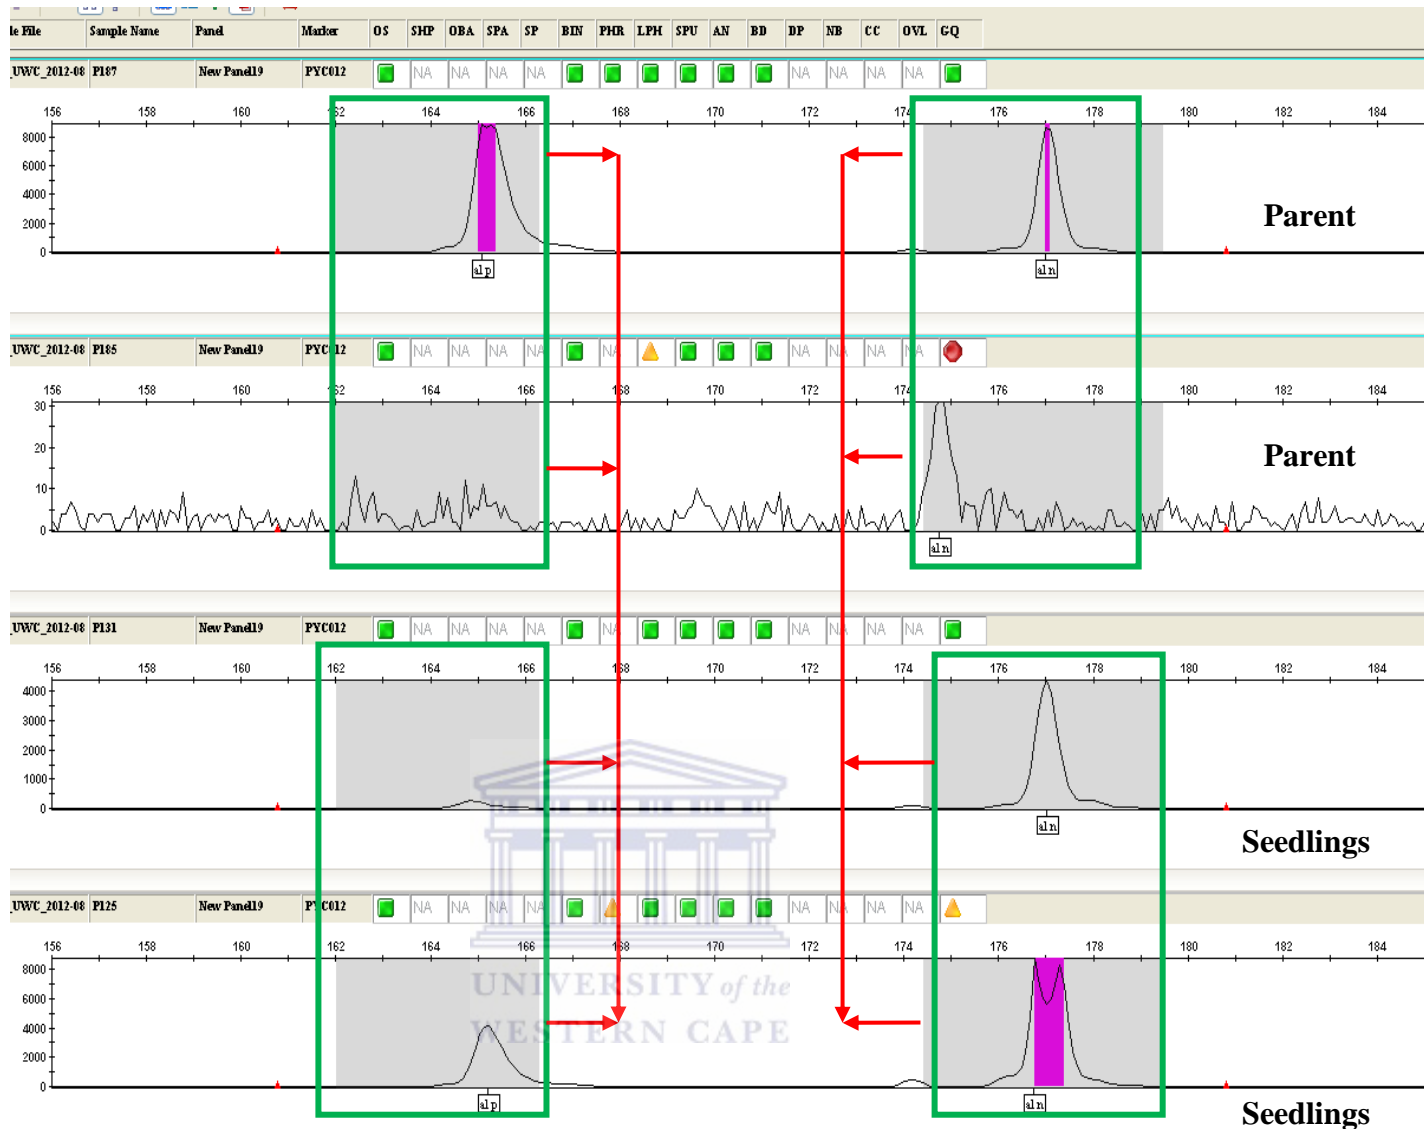 le File Sample Name Panel Marker OS SHP OBA SPA SP BIN PHR LPH SPU AN BD DP NB CC OVL GQ
_UWC_2012-08 P187 New Panel19 PYC012 NA NA NA NA NA NA NA NA
156 158 160 162 164 166 168 170 172 174 176 178 180 182 184
8000
6000
4000
2000
0
alp aln
Parent
_UWC_2012-08 P185 New Panel19 PYC012 NA NA NA NA NA NA NA NA NA
156 158 160 162 164 166 168 170 172 174 176 178 180 182 184
30
20
10
0
aln
Parent
_UWC_2012-08 P131 New Panel19 PYC012 NA NA NA NA NA NA NA NA NA
156 158 160 162 164 166 168 170 172 174 176 178 180 182 184
4000
3000
2000
1000
0
aln
Seedlings
_UWC_2012-08 P125 New Panel19 PYC012 NA NA NA NA NA NA NA NA
156 158 160 162 164 166 168 170 172 174 176 178 180 182 184
8000
6000
4000
2000
0
alp aln
UNIVERSITY of the
WESTERN CAPE
Seedlings